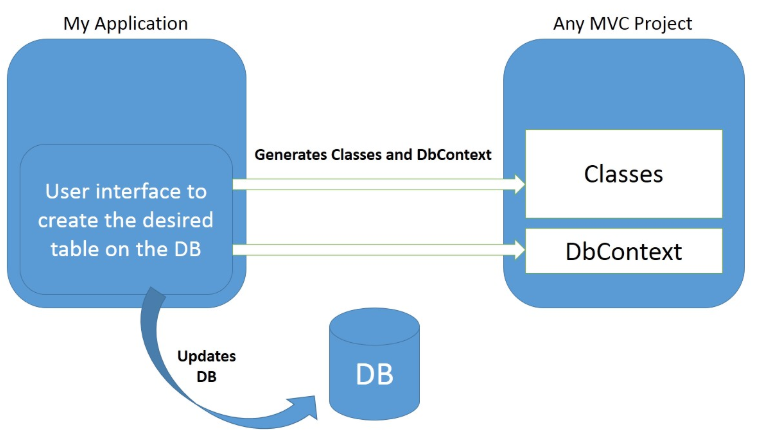 My Application
Any MVC Project
Generates Classes and DbContext
User interface to
create the desired
table on the DB
Classes
DbContext
Updates
DB
DB